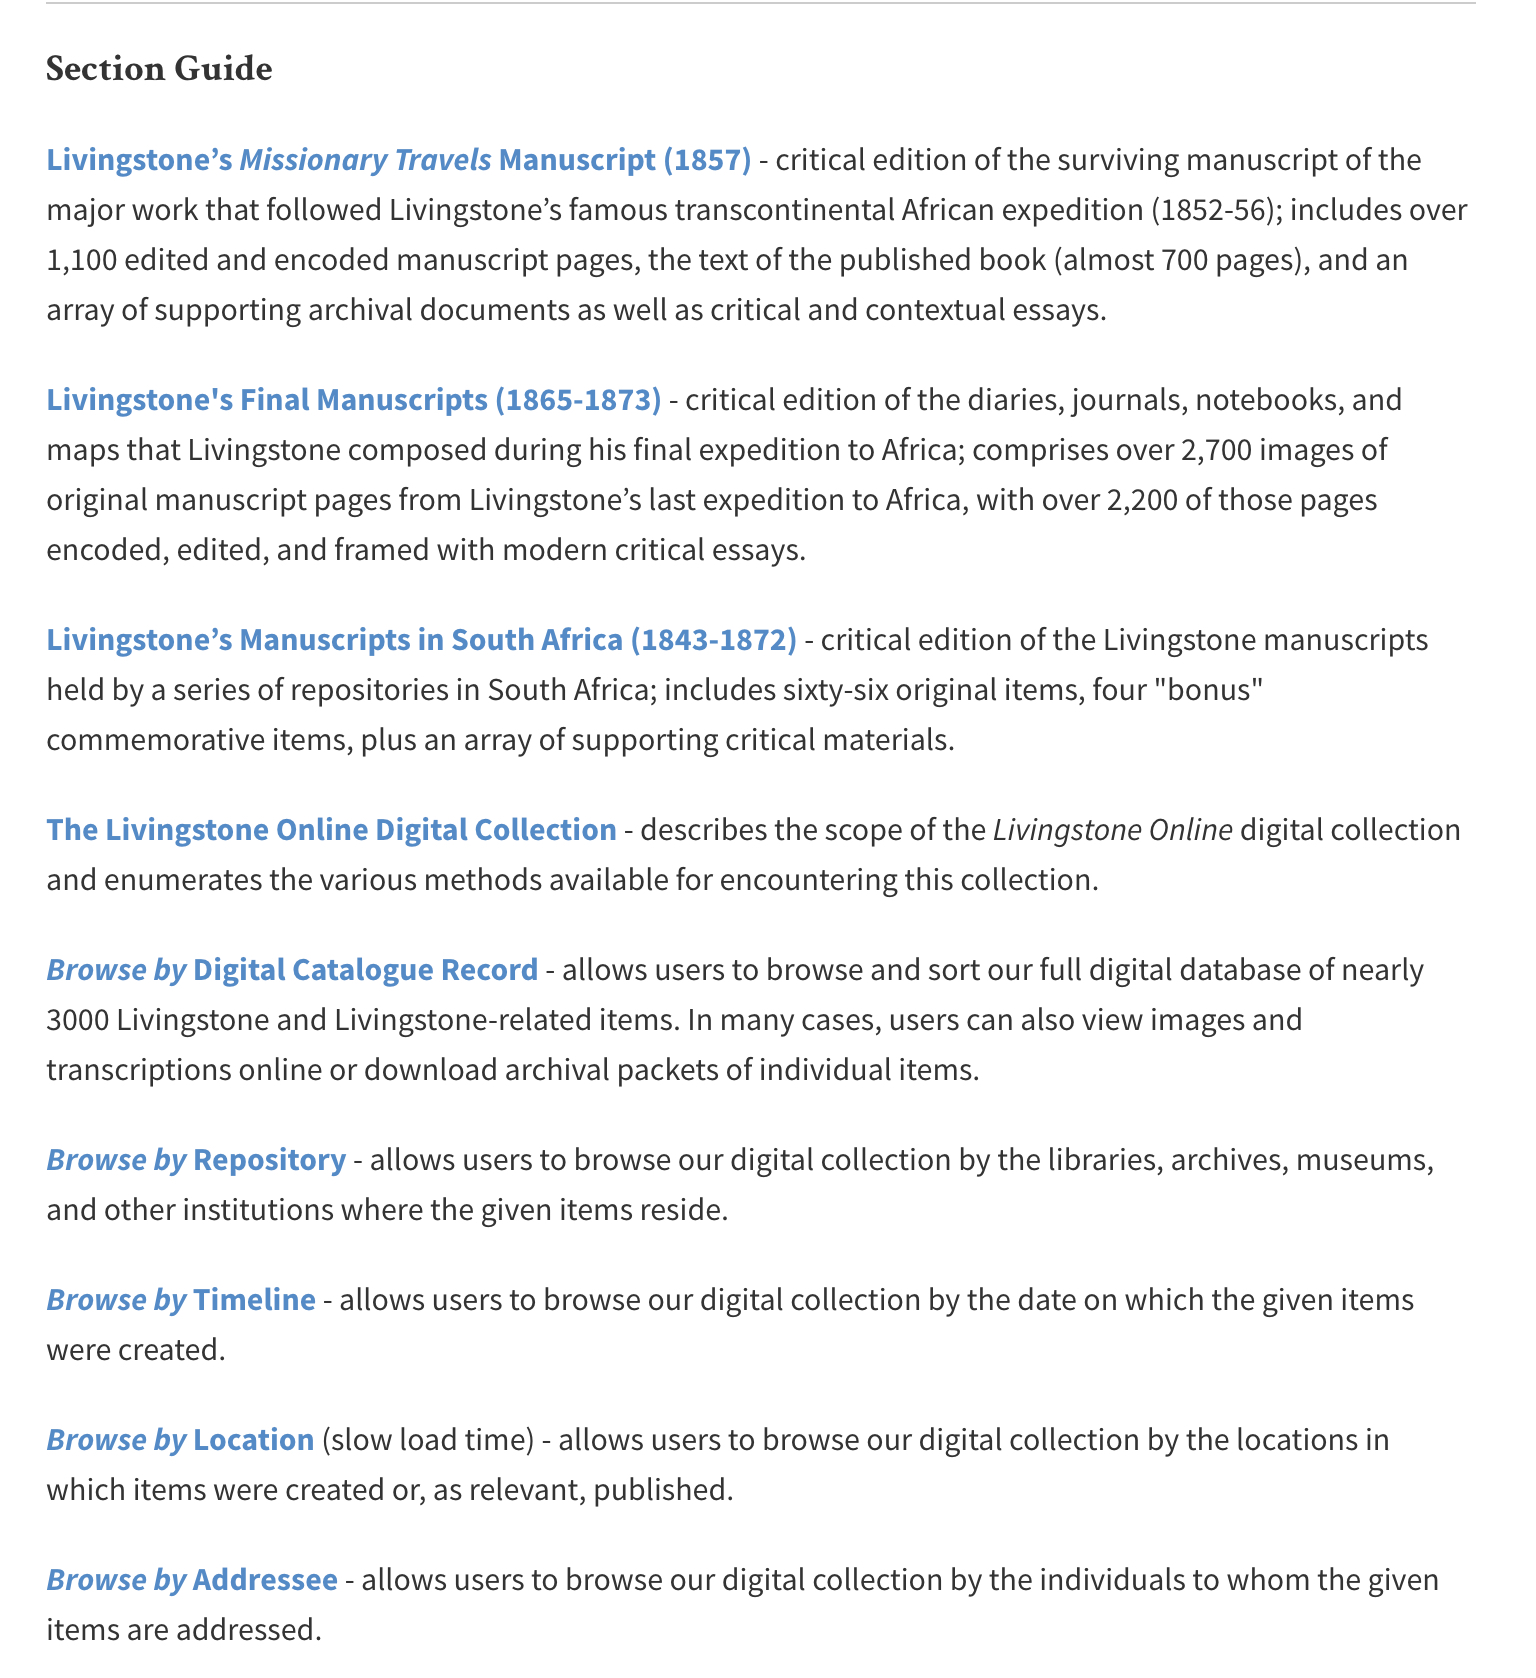 Section Guide
Livingstone’s Missionary Travels Manuscript (1857) - critical edition of the surviving manuscript of the
major work that followed Livingstone’s famous transcontinental African expedition (1852-56); includes over
1,100 edited and encoded manuscript pages, the text of the published book (almost 700 pages), and an
array of supporting archival documents as well as critical and contextual essays.
Livingstone's Final Manuscripts (1865-1873) - critical edition of the diaries, journals, notebooks, and
maps that Livingstone composed during his final expedition to Africa; comprises over 2,700 images of
original manuscript pages from Livingstone’s last expedition to Africa, with over 2,200 of those pages
encoded, edited, and framed with modern critical essays.
Livingstone’s Manuscripts in South Africa (1843-1872) - critical edition of the Livingstone manuscripts
held by a series of repositories in South Africa; includes sixty-six original items, four "bonus"
commemorative items, plus an array of supporting critical materials.
The Livingstone Online Digital Collection - describes the scope of the Livingstone Online digital collection
and enumerates the various methods available for encountering this collection.
Browse by Digital Catalogue Record - allows users to browse and sort our full digital database of nearly
3000 Livingstone and Livingstone-related items. In many cases, users can also view images and
transcriptions online or download archival packets of individual items.
Browse by Repository - allows users to browse our digital collection by the libraries, archives, museums,
and other institutions where the given items reside.
Browse by Timeline - allows users to browse our digital collection by the date on which the given items
were created.
Browse by Location (slow load time) - allows users to browse our digital collection by the locations in
which items were created or, as relevant, published.
Browse by Addressee - allows users to browse our digital collection by the individuals to whom the given
items are addressed.